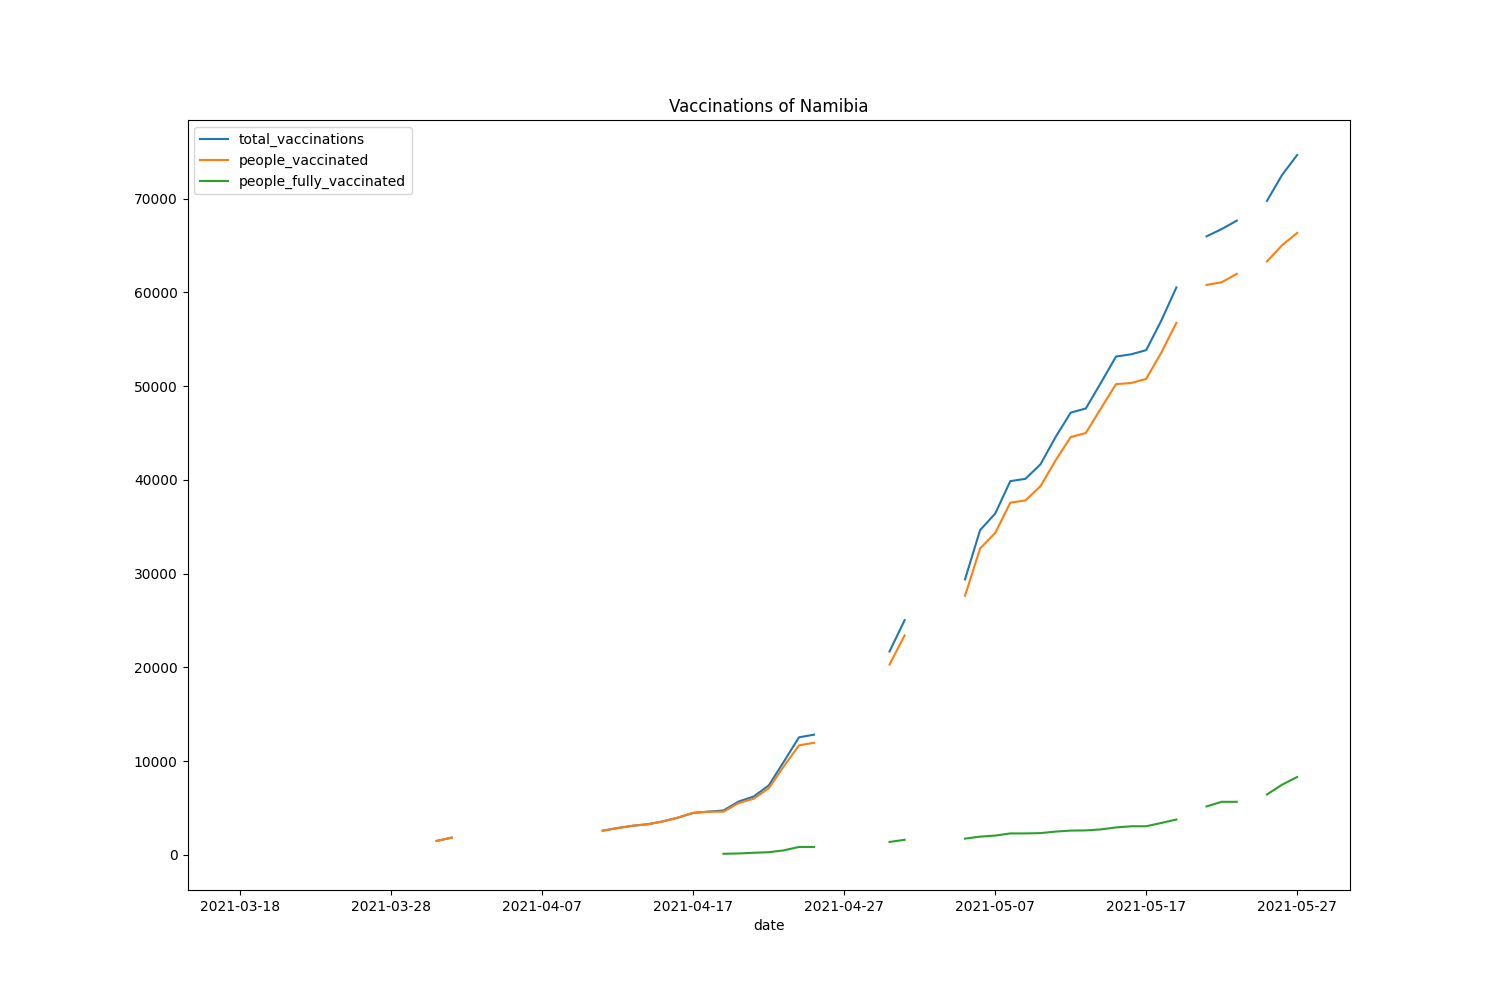 Vaccinations of Namibia
total_vaccinations
people_vaccinated
people_fully_vaccinated
70000
60000
50000
40000
30000
20000
10000
0
2021-03-18 2021-03-28 2021-04-07 2021-04-17 2021-04-27 2021-05-07 2021-05-17 2021-05-27
date